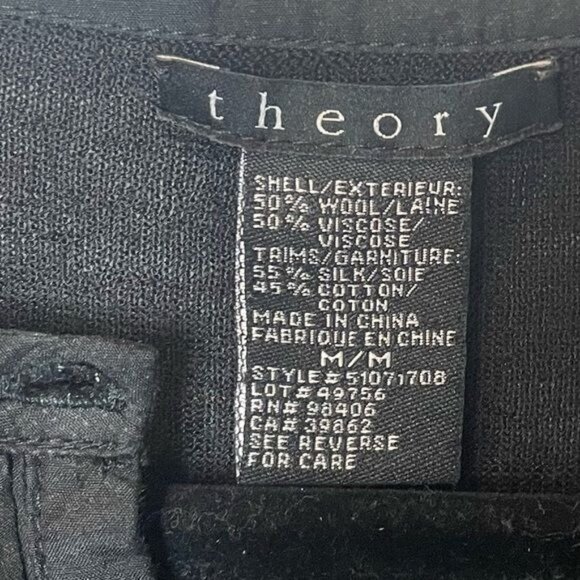 theory
SHELL/EXTERIEUR:
50% WOOL/LAINE
50% VISCOSE/
VISCOSE
TRIMS/GARNITURE:
55% SILK/SOIE
45% COTTON/
COTON
MADE IN CHINA
FABRIQUE EN CHINE
M/M
STYLE# 51071708
LOT# 49756
RN# 98406
CA# 39862
SEE REVERSE
FOR CARE